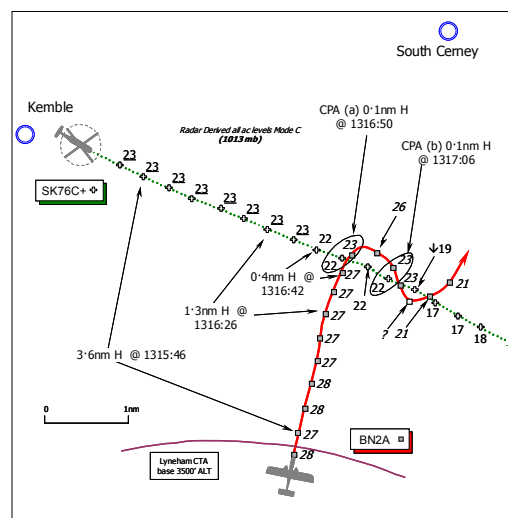 South Cerney
Kemble
CPA (a) 0·1nm H
@ 1316:50
Radar Derived all ac levels Mode C
(1013 mb)
CPA (b) 0·1nm H
@ 1317:06
SK76C+
23
23
23
23
23
23
23
23
22
22
23
26
22
22
23
23
↓19
21
17
17
18
21
?
0·4nm H @
1316:42
27
1·3nm H @
1316:26
27
27
27
27
28
28
27
28
3·6nm H @ 1315:46
0
1nm
BN2A
Lyneham CTA
base 3500' ALT